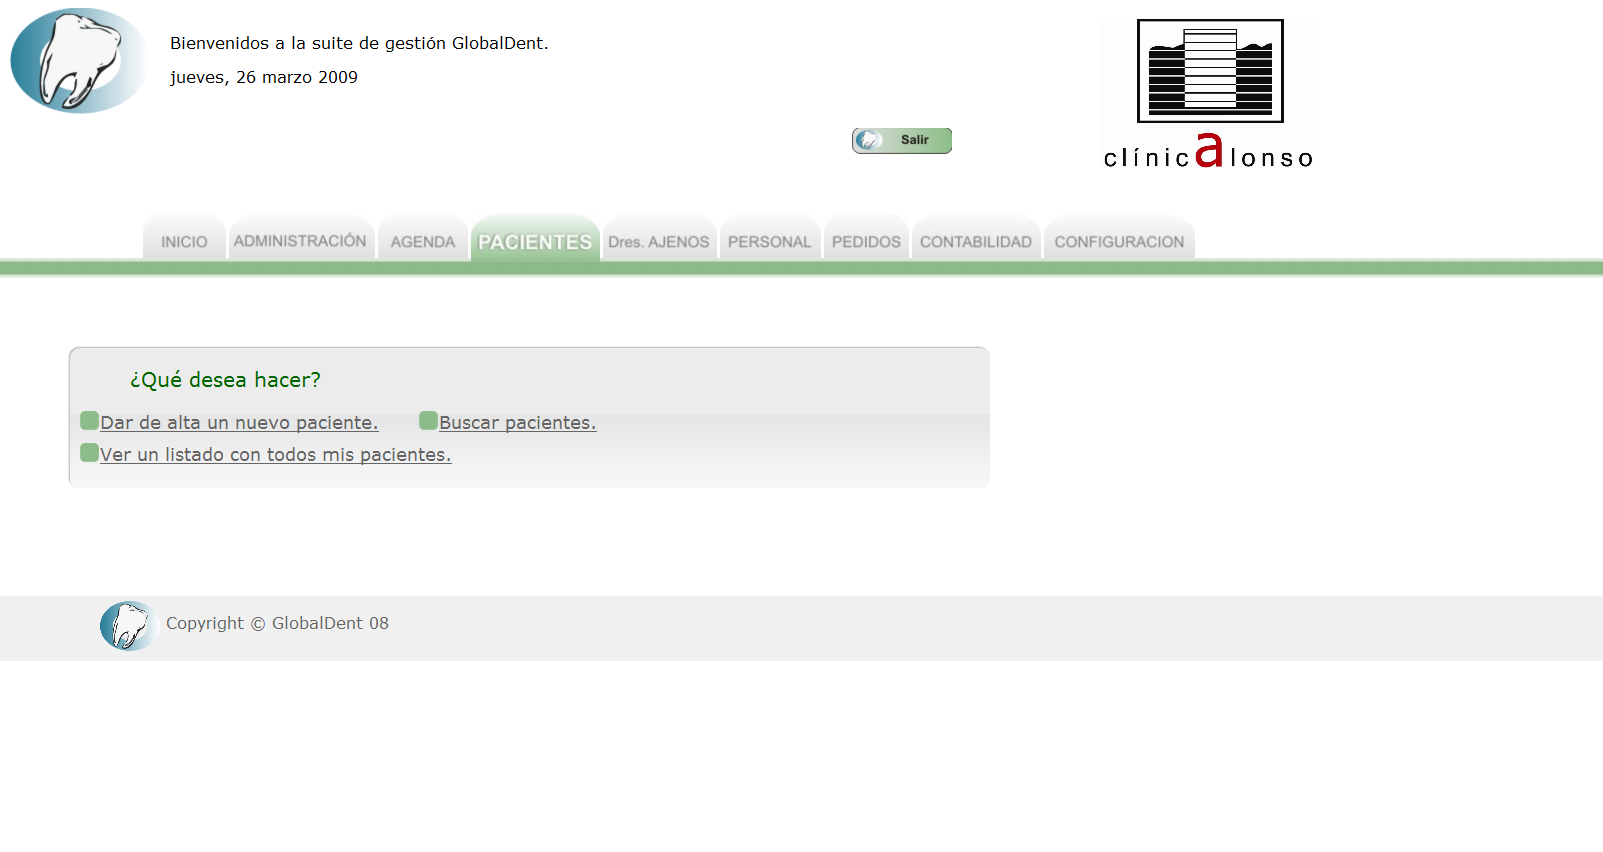 Bienvenidos a la suite de gestión GlobalDent.
jueves, 26 marzo 2009
Salir
clínicAlonso
INICIO ADMINISTRACIÓN AGENDA PACIENTES Dres. AJENOS PERSONAL PEDIDOS CONTABILIDAD CONFIGURACION
¿Qué desea hacer?
Dar de alta un nuevo paciente. Buscar pacientes.
Ver un listado con todos mis pacientes.
Copyright © GlobalDent 08